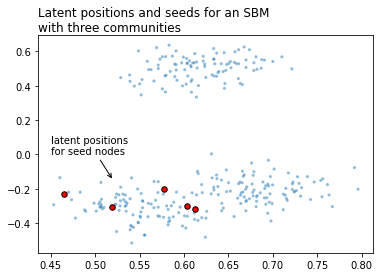 Latent positions and seeds for an SBM
with three communities
0.6
0.4
0.2
0.0
−0.2
−0.4
latent positions
for seed nodes
0.45 0.50 0.55 0.60 0.65 0.70 0.75 0.80